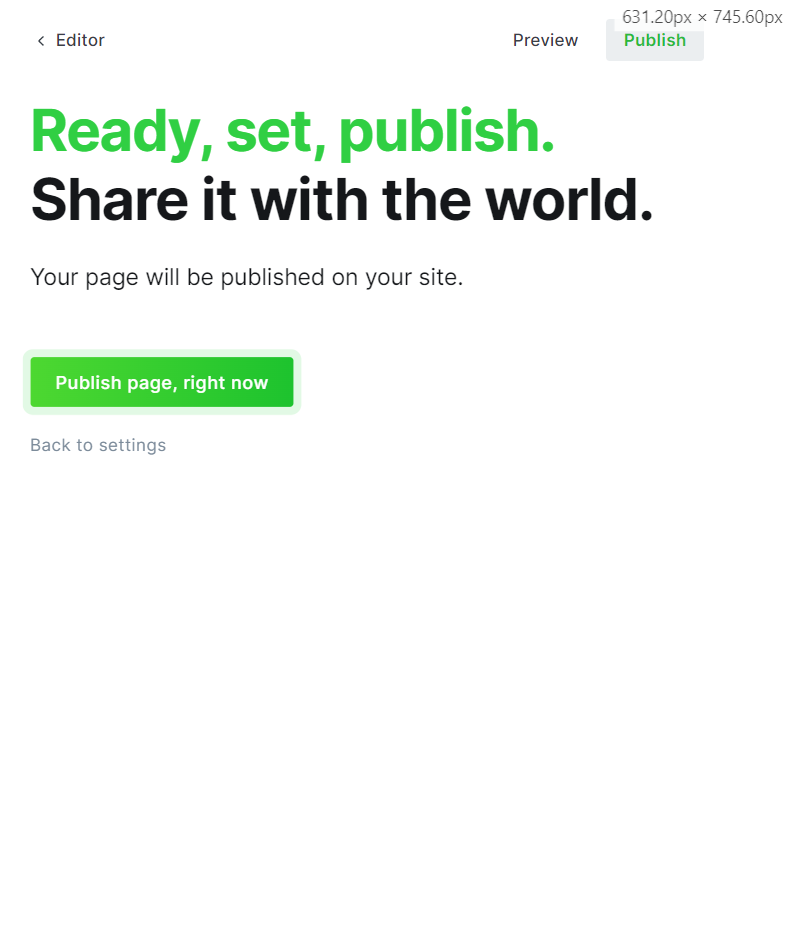 631.20px × 745.60px
Editor
Preview
Publish
Ready, set, publish.
Share it with the world.
Your page will be published on your site.
Publish page, right now
Back to settings